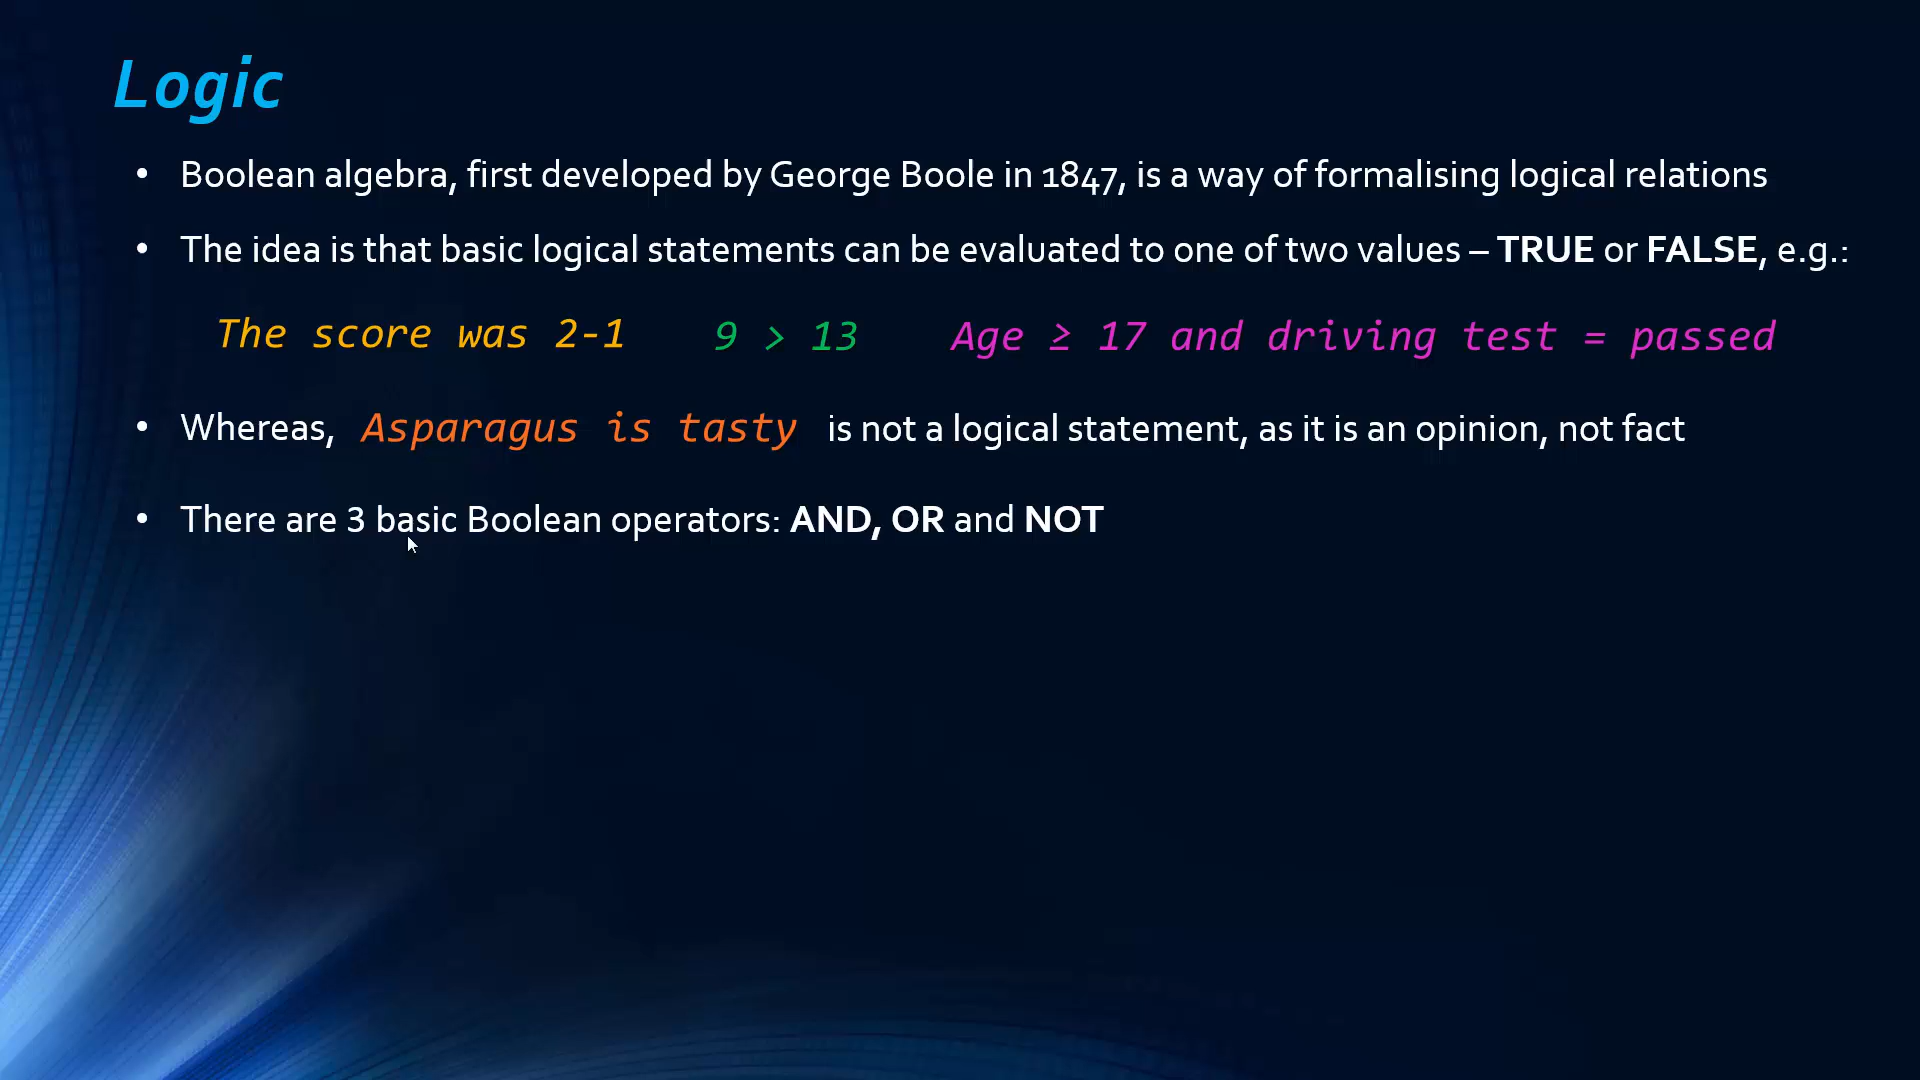 Logic
• Boolean algebra, first developed by George Boole in 1847, is a way of formalising logical relations
• The idea is that basic logical statements can be evaluated to one of two values – TRUE or FALSE, e.g.:
The score was 2-1 9 > 13 Age ≥ 17 and driving test = passed
• Whereas, Asparagus is tasty is not a logical statement, as it is an opinion, not fact
• There are 3 basic Boolean operators: AND, OR and NOT